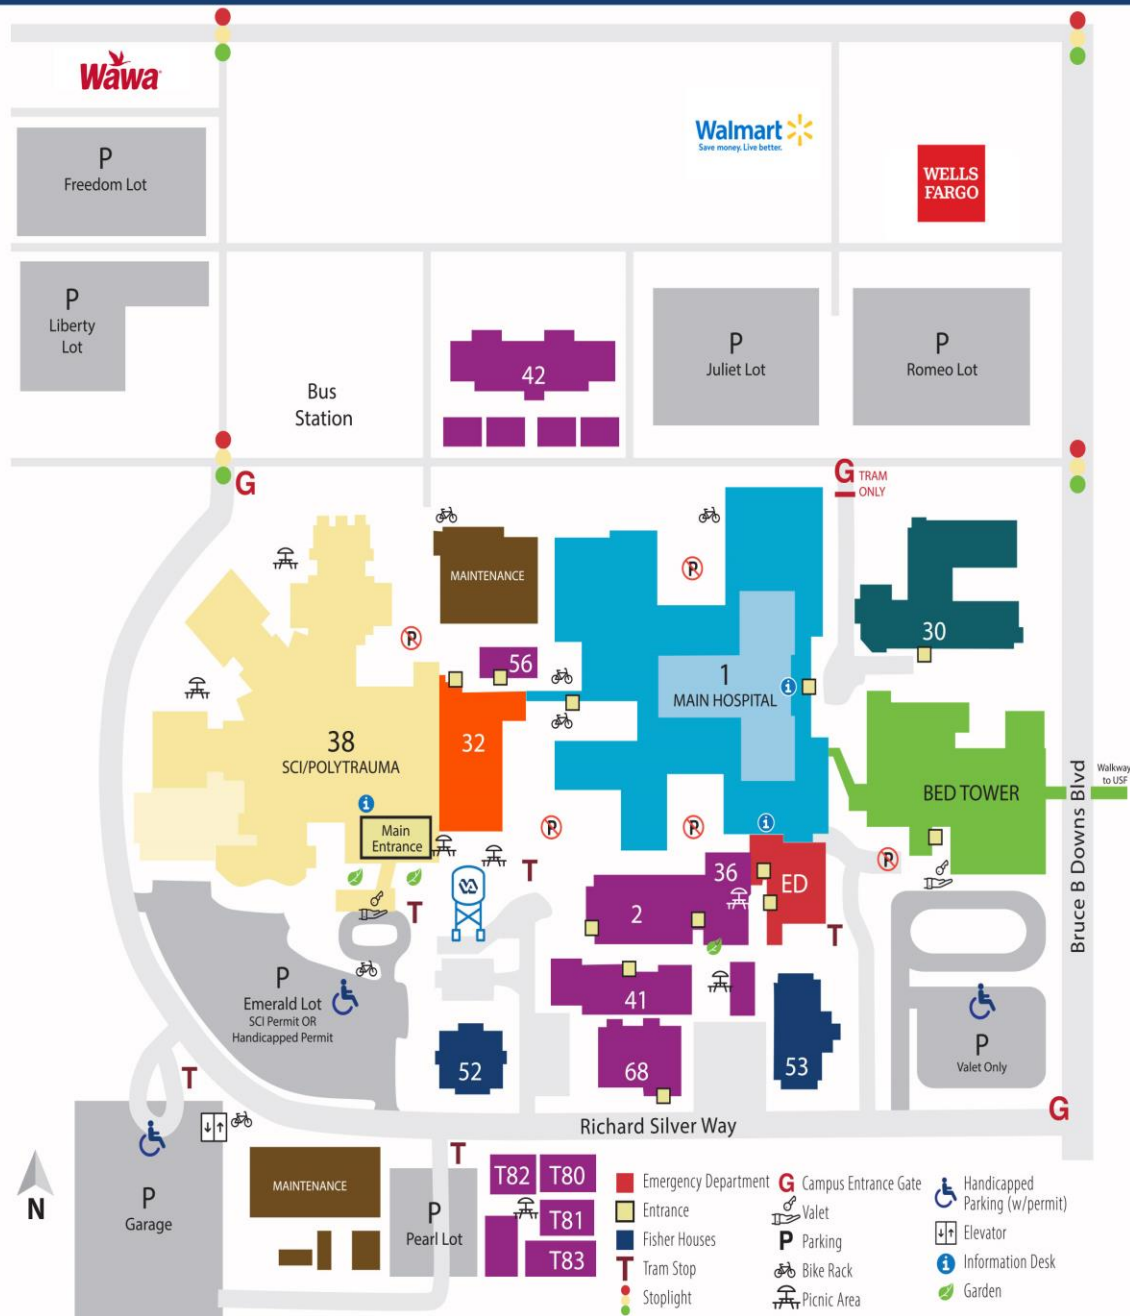 Wawa
P
Freedom Lot
Walmart
Save money. Live better.
WELLS
FARGO
P
Liberty
Lot
Bus
Station
42
P
Juliet Lot
P
Romeo Lot
G
G TRAM
ONLY
MAINTENANCE
56
30
1
MAIN HOSPITAL
38
SCI/POLYTRAUMA
32
BED TOWER
Walkway
to USF
Bruce B Downs Blvd
Main
Entrance
T
T
36
ED
2
T
P
Emerald Lot
SCI Permit OR
Handicapped Permit
41
52
68
53
P
Valet Only
T
Richard Silver Way
G
N
P
Garage
MAINTENANCE
T
P
Pearl Lot
T82
T80
T81
T83
Emergency Department
Entrance
Fisher Houses
T Tram Stop
Stoplight
G Campus Entrance Gate
Valet
P Parking
Bike Rack
Picnic Area
Handicapped
Parking (w/permit)
Elevator
Information Desk
Garden